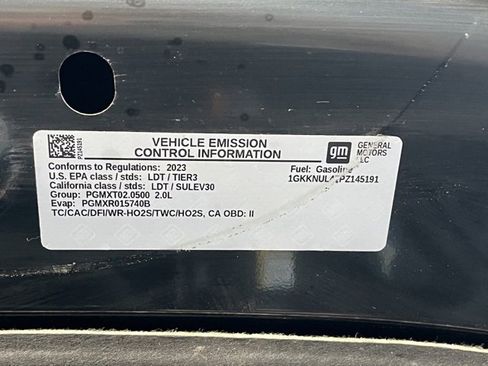 PZ145191
VEHICLE EMISSION
CONTROL INFORMATION
gm
GENERAL
MOTORS
LLC
Conforms to Regulations: 2023
U.S. EPA class / stds: LDT / TIER3
California class / stds: LDT / SULEV30
Group: PGMXT02.0500 2.0L
Evap: PGMXR015740B
TC/CAC/DFI/WR-HO2S/TWC/HO2S, CA OBD: II
Fuel: Gasoline